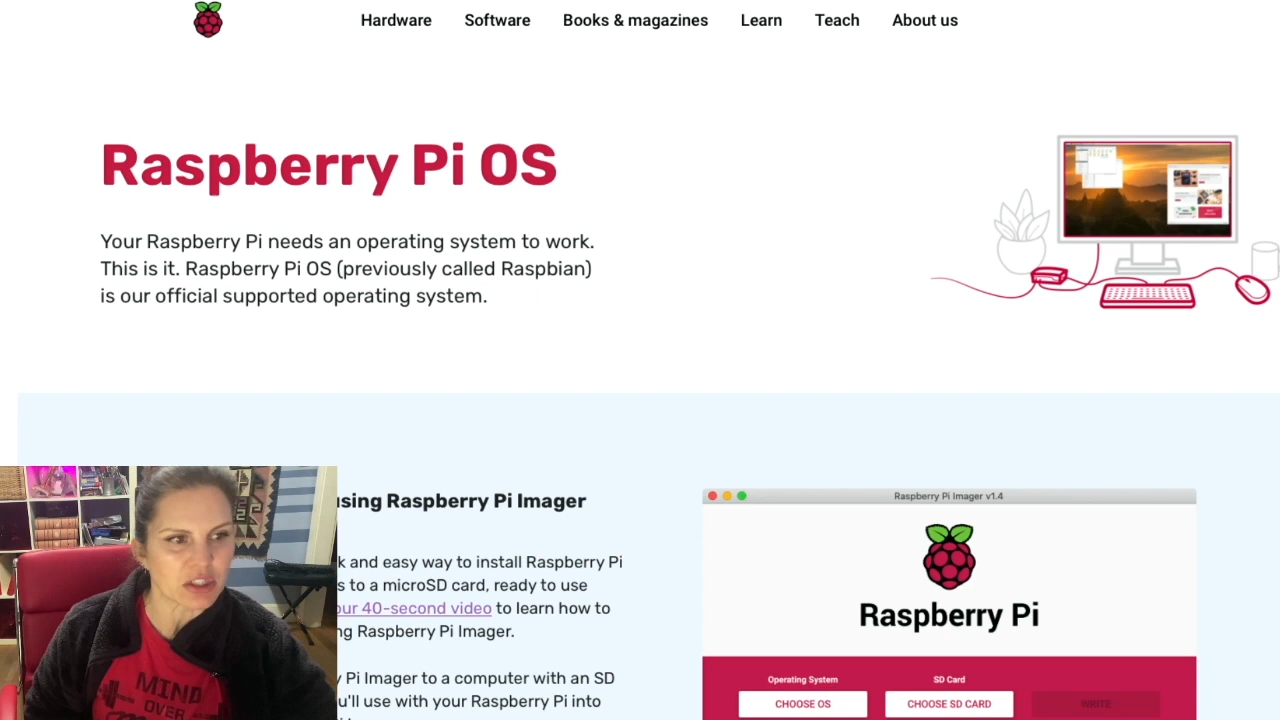 Hardware Software Books & magazines Learn Teach About us
Raspberry Pi OS
Your Raspberry Pi needs an operating system to work.
This is it. Raspberry Pi OS (previously called Raspbian)
is our official supported operating system.
using Raspberry Pi Imager
k and easy way to install Raspberry Pi
s to a microSD card, ready to use
our 40-second video to learn how to
ng Raspberry Pi Imager.
y Pi Imager to a computer with an SD
u'll use with your Raspberry Pi into
Raspberry Pi Imager v1.4
Raspberry Pi
Operating System SD Card
CHOOSE OS CHOOSE SD CARD WRITE
MIND
OVER